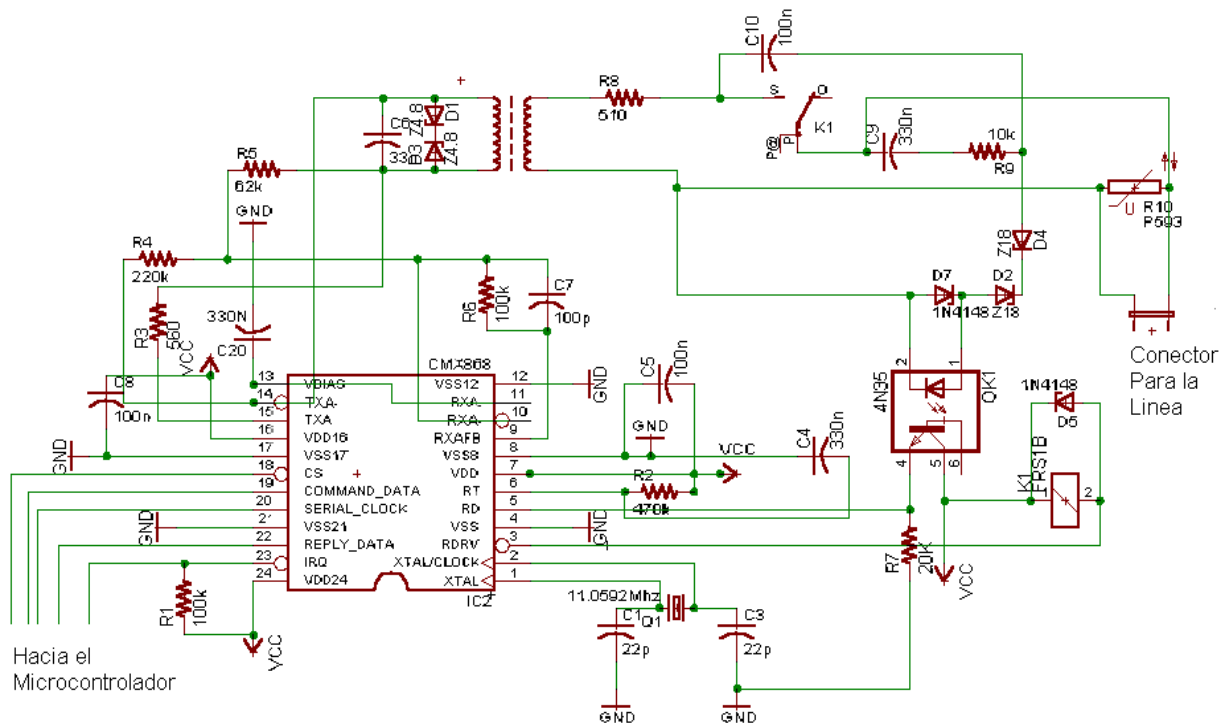 C10
100n
R8
510
S
O
K1
P@
P
C9
330n
10k
R9
+
C6
33
Z4.8
D1
D3
Z4.8
R5
62k
GND
R4
220k
R3
560
330N
C20
VCC
C8
100n
GND
R6
100k
C7
100p
U
R10
P593
Z18
D4
D7
1N4148
D2
Z18
+
Conector
Para la
Linea
CMX868
13 VBIAS
14 TXA
15 TXA
16 VDD16
17 VSS17
18 CS
19 COMMAND_DATA
20 SERIAL_CLOCK
21 VSS21
22 REPLY_DATA
23 IRQ
24 VDD24
VSS12 12
RXA 11
RXA 10
RXAFB 9
VSS8 8
VDD 7
RT 6
RD 5
VSS 4
RDRV 3
XTAL/CLOCK 2
XTAL 1
IC2
+
GND
C5
100n
GND
C4
330n
VCC
R2
470k
GND
4N35
OK1
2
1
4
5
6
1N4148
D5
K1
FRS1B
1
2
R7
20K
VCC
GND
R1
100k
VCC
11.0592Mhz
Q1
C1
22p
C3
22p
GND
GND
Hacia el
Microcontrolador